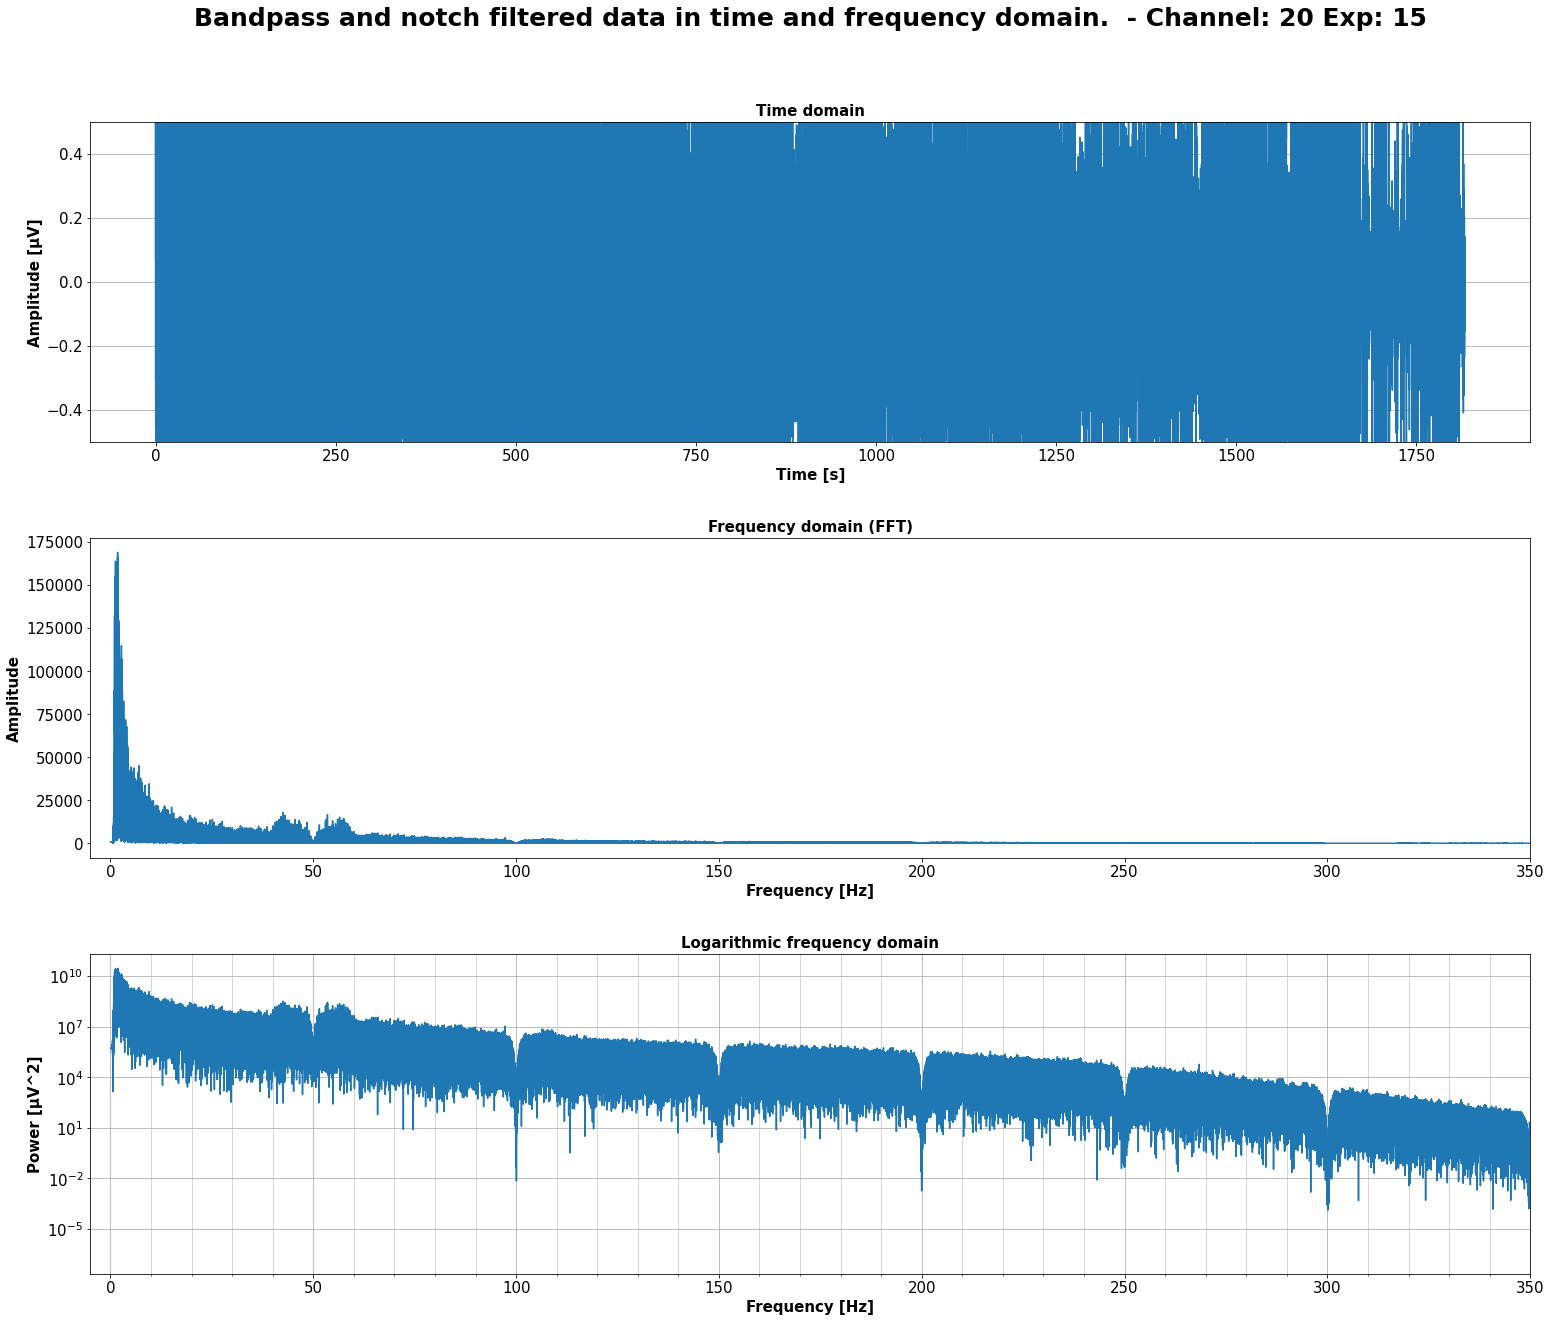 Bandpass and notch filtered data in time and frequency domain.  - Channel: 20 Exp: 15
Time domain
Amplitude [µV]
0.4
0.2
0.0
−0.2
−0.4
0 250 500 750 1000 1250 1500 1750
Time [s]
Frequency domain (FFT)
Amplitude
175000
150000
125000
100000
75000
50000
25000
0
0 50 100 150 200 250 300 350
Frequency [Hz]
Logarithmic frequency domain
Power [µV^2]
10^10
10^7
10^4
10^1
10^−2
10^−5
0 50 100 150 200 250 300 350
Frequency [Hz]